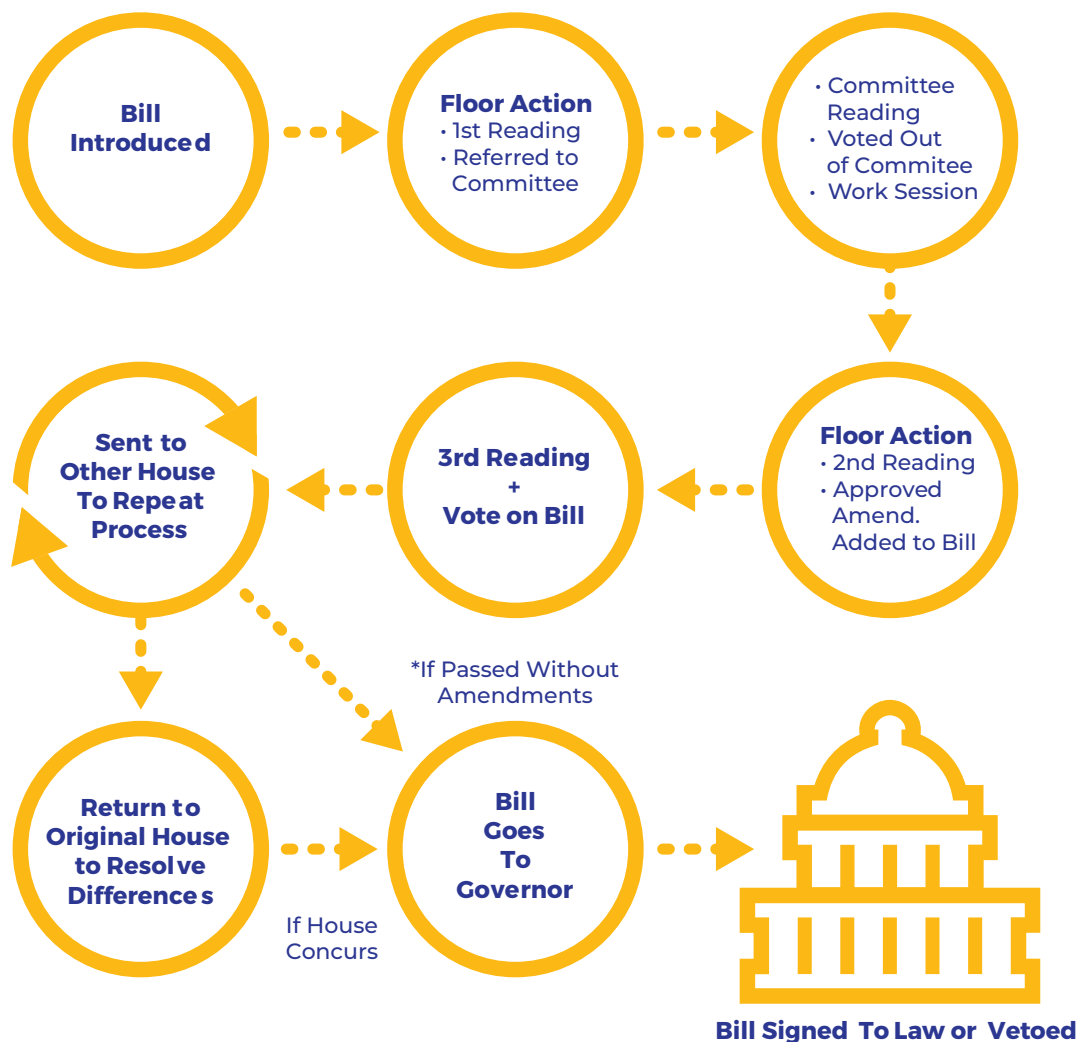 Bill
Introduced
Floor Action
• 1st Reading
• Referred to
Committee
• Committee
Reading
• Voted Out
of Commitee
• Work Session
Floor Action
• 2nd Reading
• Approved
Amend.
Added to Bill
3rd Reading
+
Vote on Bill
Sent to
Other House
To Repeat
Process
*If Passed Without
Amendments
Return to
Original House
to Resolve
Differences
If House
Concurs
Bill
Goes
To
Governor
Bill Signed To Law or Vetoed